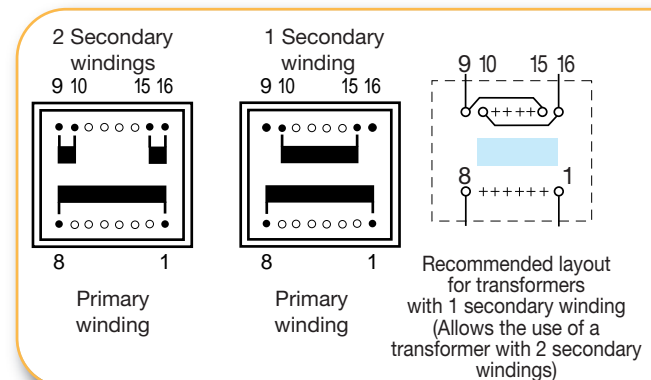 2 Secondary
windings
9 10 15 16
8 1
Primary
winding
1 Secondary
winding
9 10 15 16
8 1
Primary
winding
9 10 15 16
8 1
Recommended layout
for transformers
with 1 secondary winding
(Allows the use of a
transformer with 2 secondary
windings)